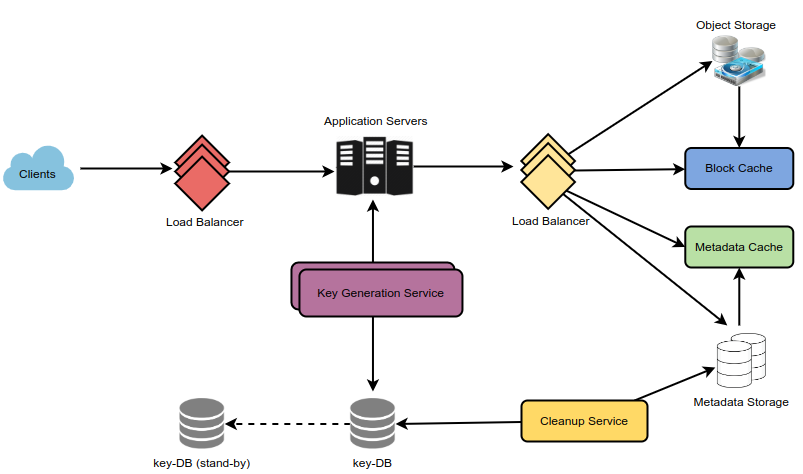 Object Storage
Application Servers
Clients
Block Cache
Load Balancer
Load Balancer
Metadata Cache
Key Generation Service
Metadata Storage
Cleanup Service
key-DB (stand-by)
key-DB